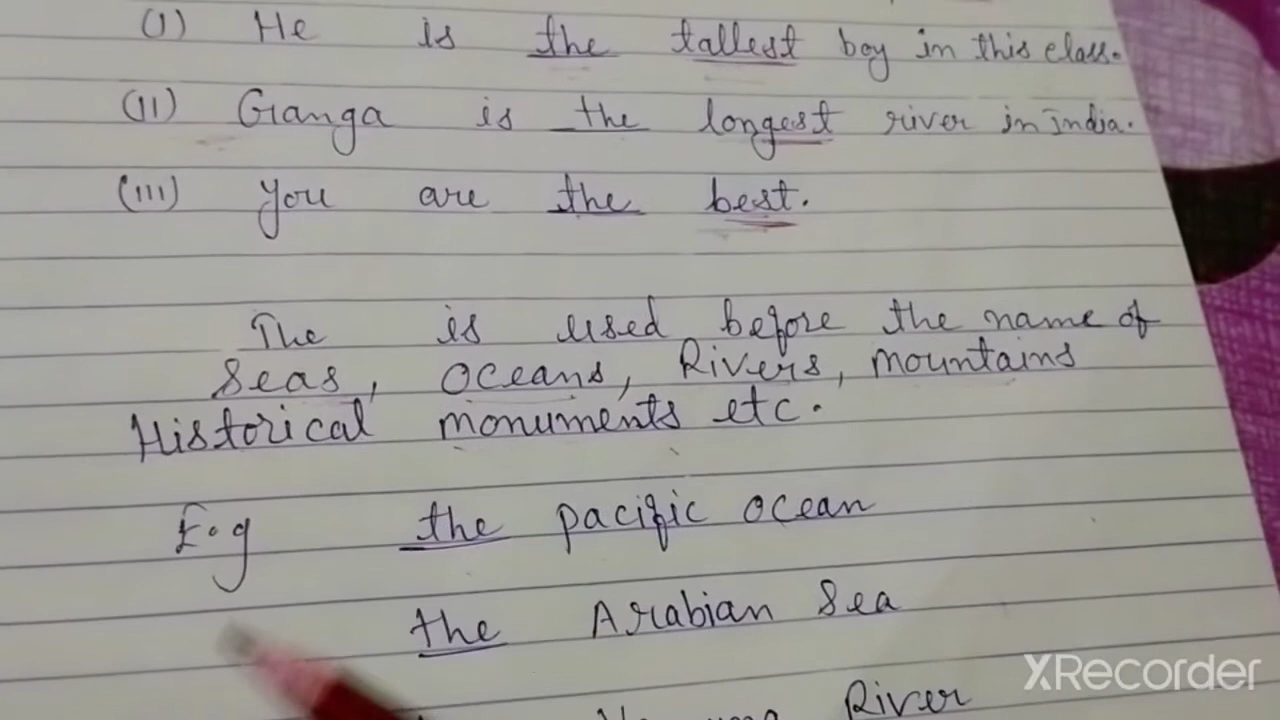 (I) He is the tallest boy in this class.
(II) Ganga is the longest river in india.
(III) You are the best.
The is used before the name of
Seas, Oceans, Rivers, mountains
Historical monuments etc.
E.g the pacific ocean
the Arabian Sea
River
XRecorder